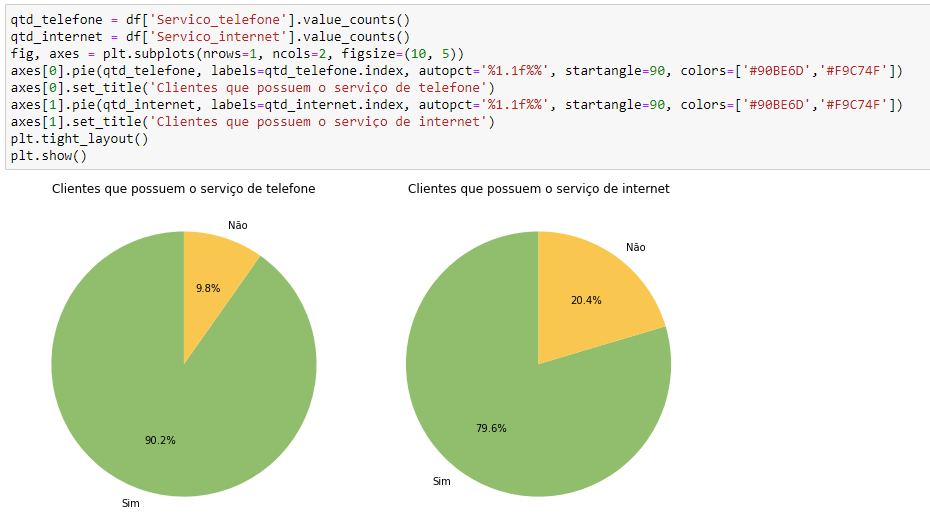 qtd_telefone = df['Servico_telefone'].value_counts()
qtd_internet = df['Servico_internet'].value_counts()
fig, axes = plt.subplots(nrows=1, ncols=2, figsize=(10, 5))
axes[0].pie(qtd_telefone, labels=qtd_telefone.index, autopct='%1.1f%%', startangle=90, colors=['#90BE6D','#F9C74F'])
axes[0].set_title('Clientes que possuem o serviço de telefone')
axes[1].pie(qtd_internet, labels=qtd_internet.index, autopct='%1.1f%%', startangle=90, colors=['#90BE6D','#F9C74F'])
axes[1].set_title('Clientes que possuem o serviço de internet')
plt.tight_layout()
plt.show()
Clientes que possuem o serviço de telefone
Não
9.8%
90.2%
Sim
Clientes que possuem o serviço de internet
Não
20.4%
79.6%
Sim